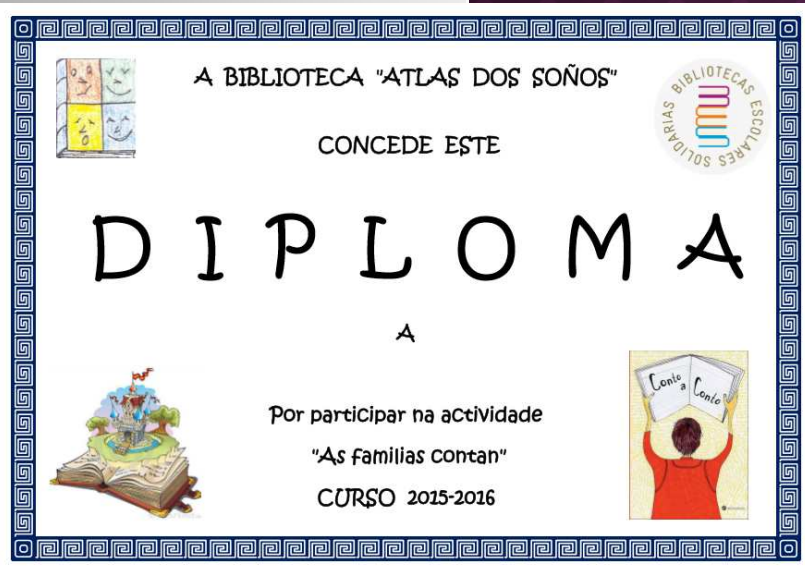 A BIBLIOTECA "ATLAS DOS SOÑOS"
BIBLIOTECAS ESCOLARES SOLIDARIAS
CONCEDE ESTE
DIPLOMA
A
Conto
a
Conto
Por participar na actividade
"As familias contan"
CURSO 2015-2016